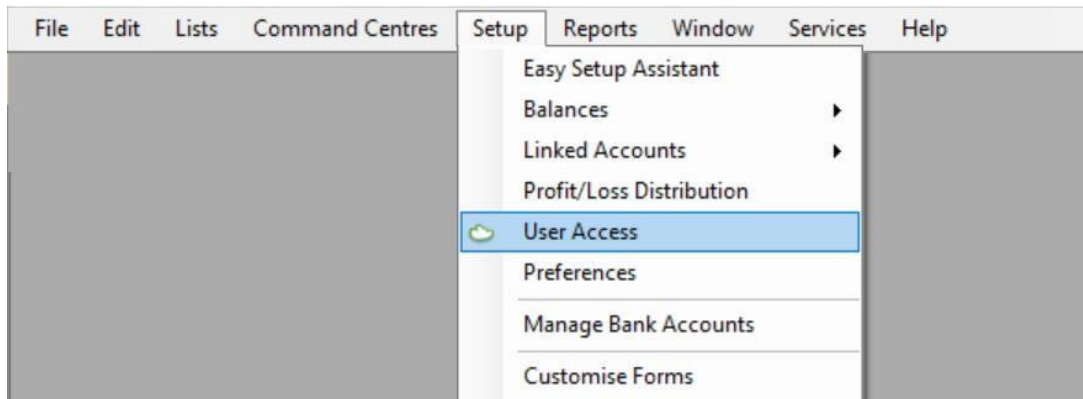 File Edit Lists Command Centres Setup Reports Window Services Help
Easy Setup Assistant
Balances
Linked Accounts
Profit/Loss Distribution
User Access
Preferences
Manage Bank Accounts
Customise Forms